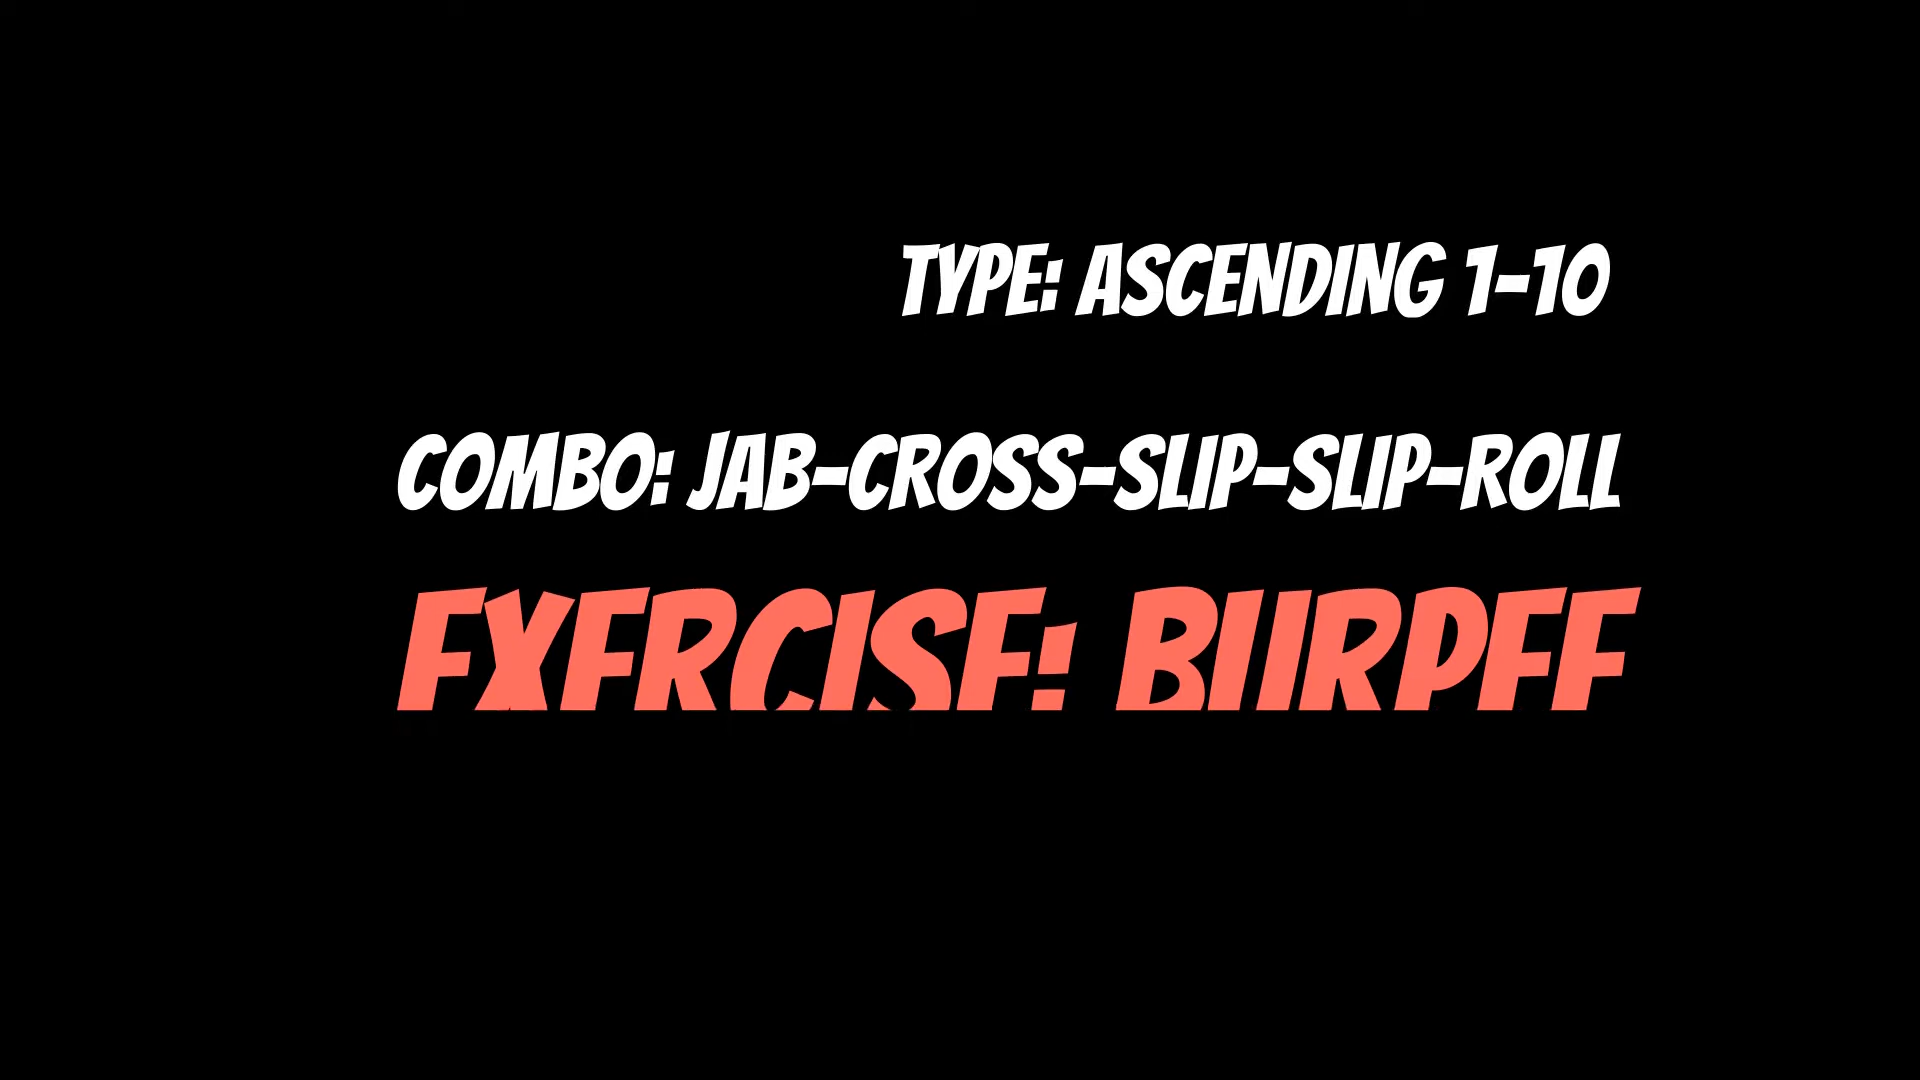 TYPE: ASCENDING 1-10
COMBO: JAB-CROSS-SLIP-SLIP-ROLL
EXERCISE: BURPEE